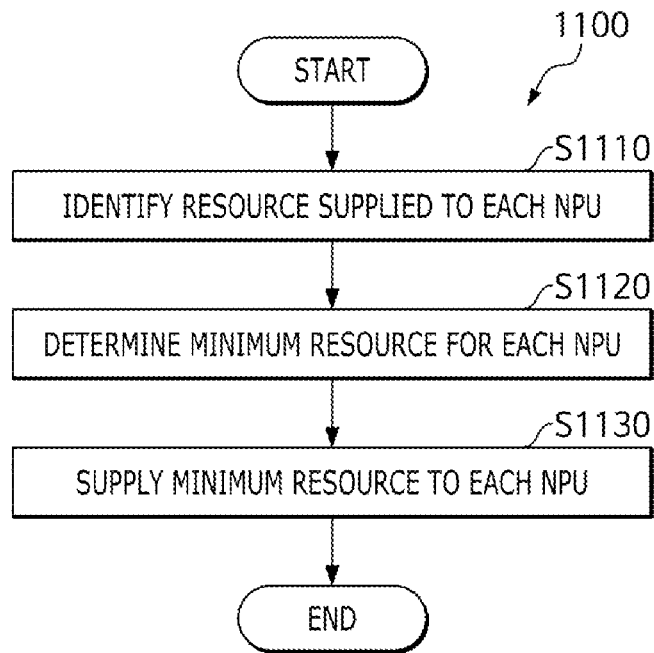 1100
START
S1110
IDENTIFY RESOURCE SUPPLIED TO EACH NPU
S1120
DETERMINE MINIMUM RESOURCE FOR EACH NPU
S1130
SUPPLY MINIMUM RESOURCE TO EACH NPU
END